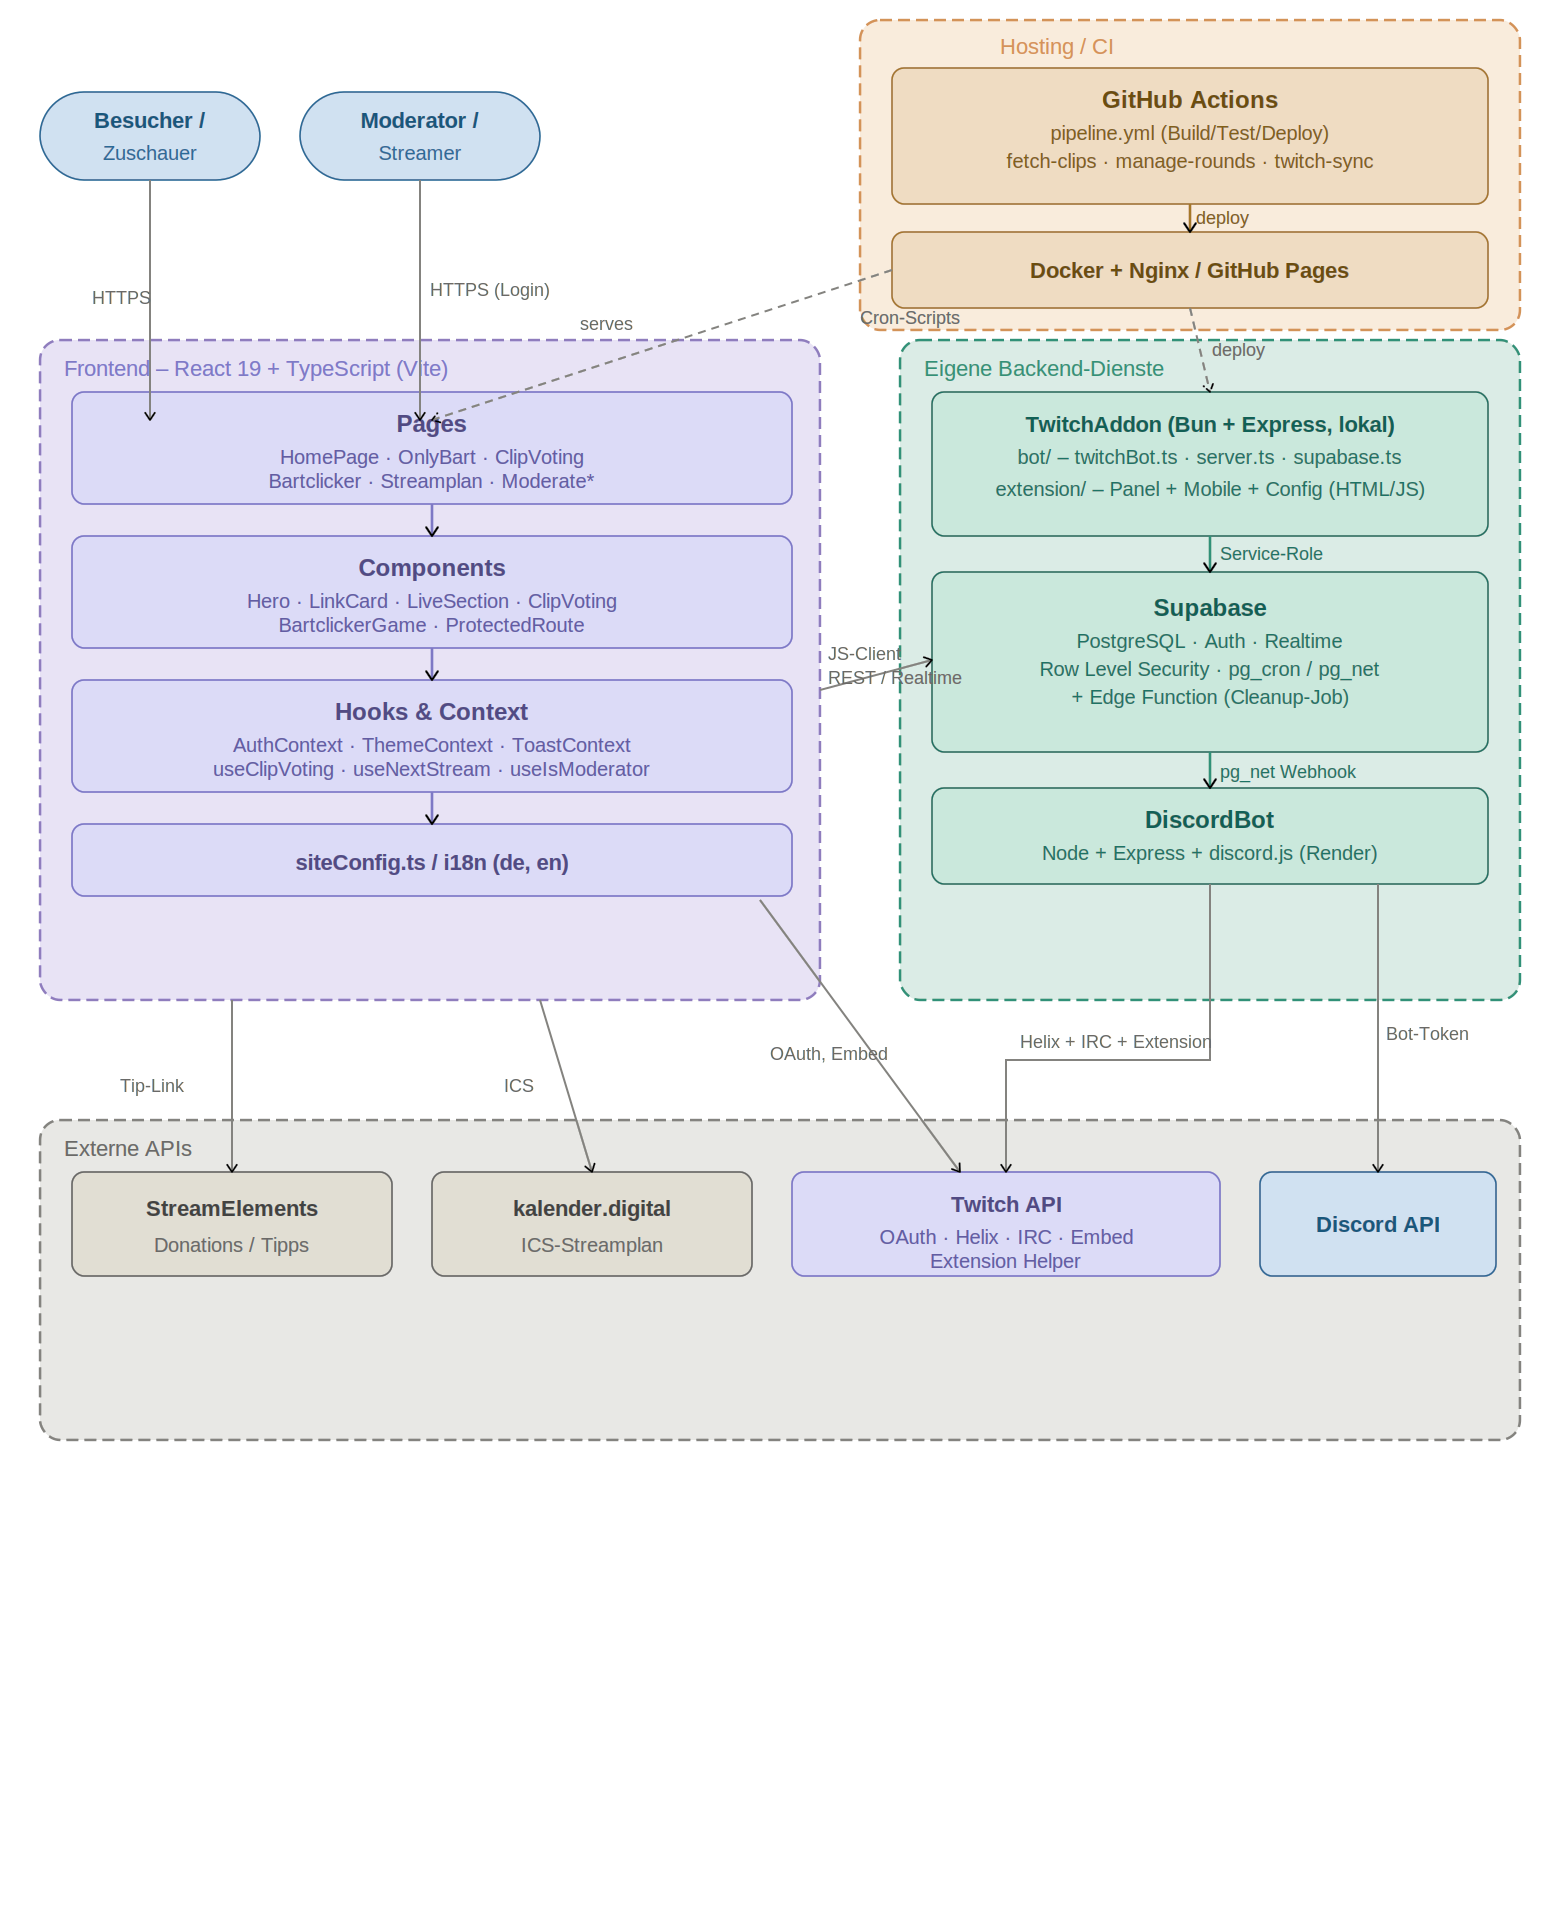 Hosting / CI
GitHub Actions
pipeline.yml (Build/Test/Deploy)
fetch-clips · manage-rounds · twitch-sync
deploy
Docker + Nginx / GitHub Pages
Cron-Scripts
deploy
Besucher /
Zuschauer
Moderator /
Streamer
HTTPS
HTTPS (Login)
serves
Frontend – React 19 + TypeScript (Vite)
Pages
HomePage · OnlyBart · ClipVoting
Bartclicker · Streamplan · Moderate*
Components
Hero · LinkCard · LiveSection · ClipVoting
BartclickerGame · ProtectedRoute
Hooks & Context
AuthContext · ThemeContext · ToastContext
useClipVoting · useNextStream · useIsModerator
siteConfig.ts / i18n (de, en)
JS-Client
REST / Realtime
Eigene Backend-Dienste
TwitchAddon (Bun + Express, lokal)
bot/ – twitchBot.ts · server.ts · supabase.ts
extension/ – Panel + Mobile + Config (HTML/JS)
Service-Role
Supabase
PostgreSQL · Auth · Realtime
Row Level Security · pg_cron / pg_net
+ Edge Function (Cleanup-Job)
pg_net Webhook
DiscordBot
Node + Express + discord.js (Render)
Tip-Link
ICS
OAuth, Embed
Helix + IRC + Extension
Bot-Token
Externe APIs
StreamElements
Donations / Tipps
kalender.digital
ICS-Streamplan
Twitch API
OAuth · Helix · IRC · Embed
Extension Helper
Discord API